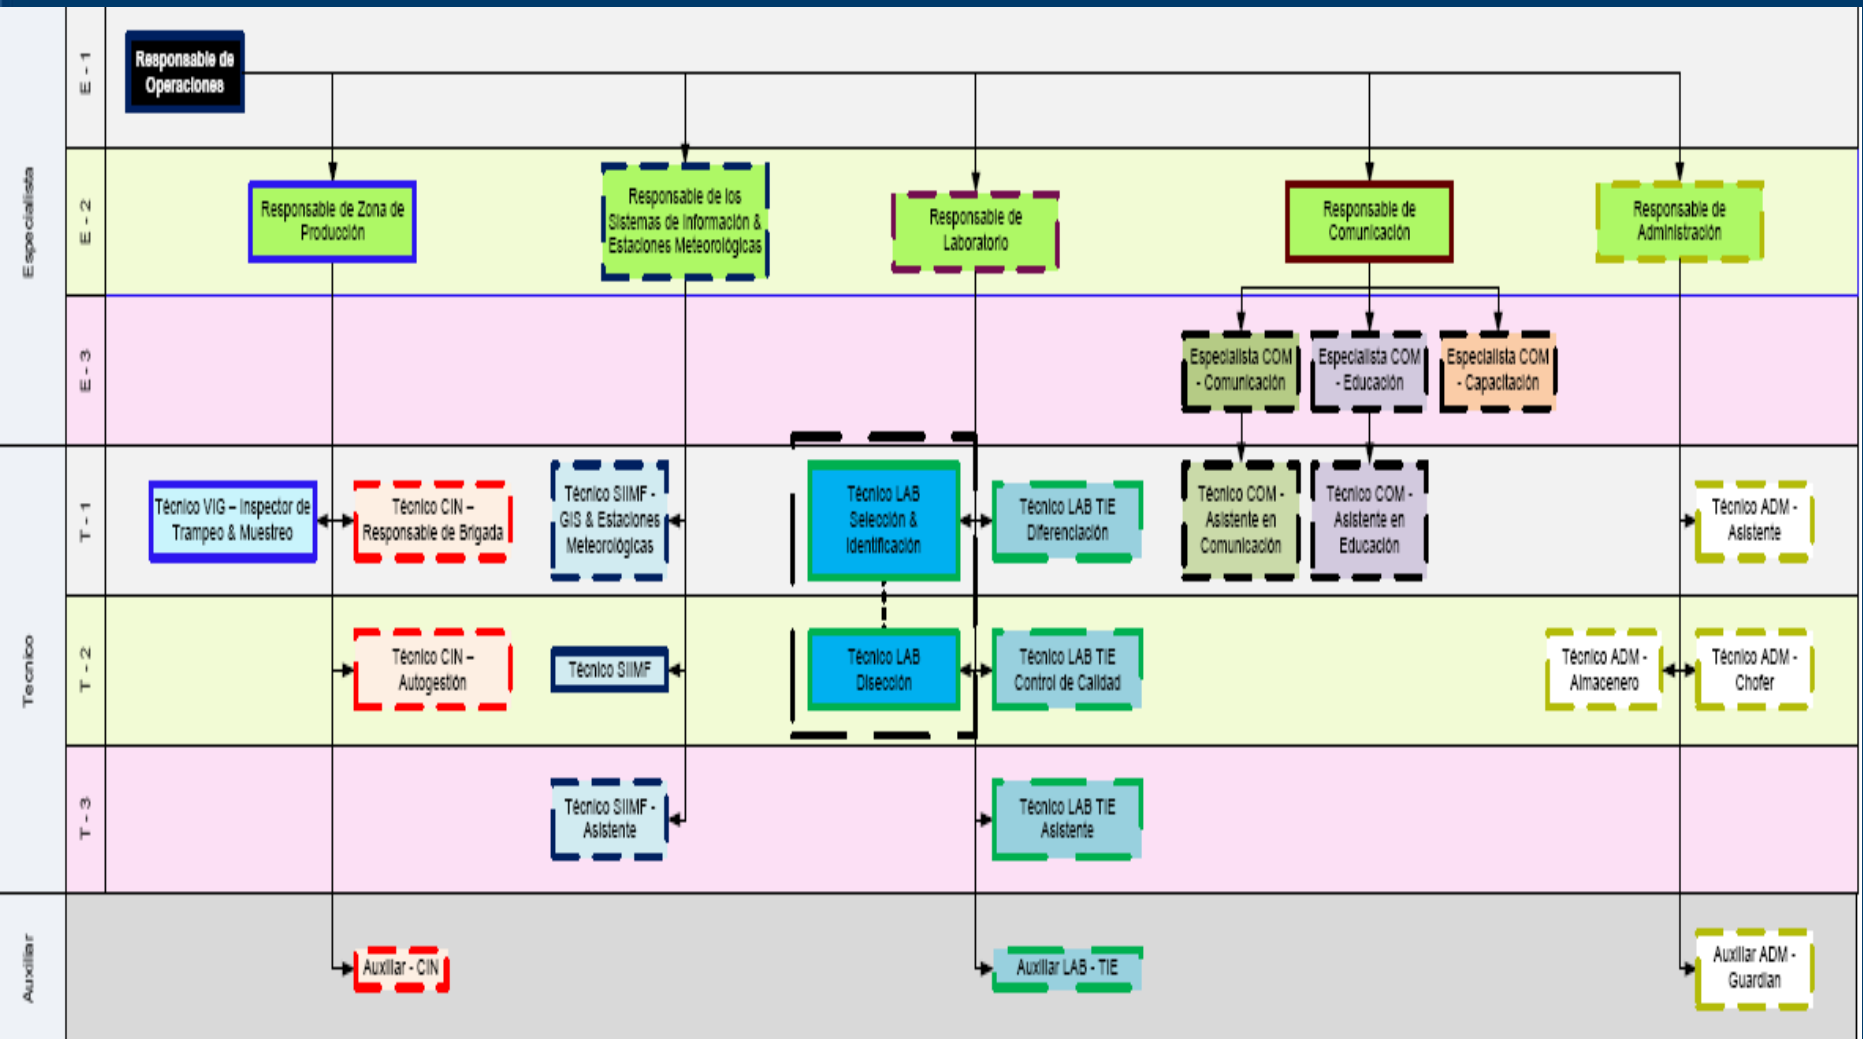 Especialista
E - 1
Responsable de
Operaciones
E - 2
Responsable de Zona de
Producción
Responsable de los
Sistemas de Información &
Estaciones Meteorológicas
Responsable de
Laboratorio
Responsable de
Comunicación
Responsable de
Administración
E - 3
Especialista COM
- Comunicación
Especialista COM
- Educación
Especialista COM
- Capacitación
Tecnico
T - 1
Técnico VIG – Inspector de
Trampeo & Muestreo
Técnico CIN –
Responsable de Brigada
Técnico SIIMF -
GIS & Estaciones
Meteorológicas
Técnico LAB
Selección &
Identificación
Técnico LAB TIE
Diferenciación
Técnico COM -
Asistente en
Comunicación
Técnico COM -
Asistente en
Educación
Técnico ADM -
Asistente
T - 2
Técnico CIN –
Autogestión
Técnico SIIMF
Técnico LAB
Disección
Técnico LAB TIE
Control de Calidad
Técnico ADM -
Almacenero
Técnico ADM -
Chofer
T - 3
Técnico SIIMF -
Asistente
Técnico LAB TIE
Asistente
Auxiliar
Auxiliar - CIN
Auxiliar LAB - TIE
Auxiliar ADM -
Guardian